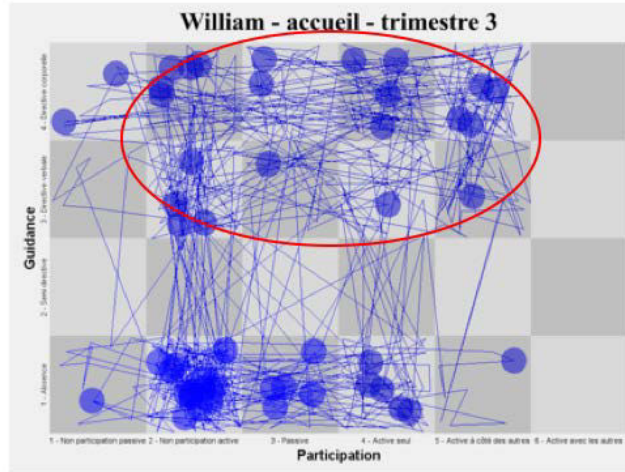 William - accueil - trimestre 3
Guidance
4 - Directive corporelle
3 - Directive verbale
2 - Semi directive
1 - Absence
1 - Non participation passive 2 - Non participation active 3 - Passive 4 - Active seul 5 - Active à côté des autres 6 - Active avec les autres
Participation